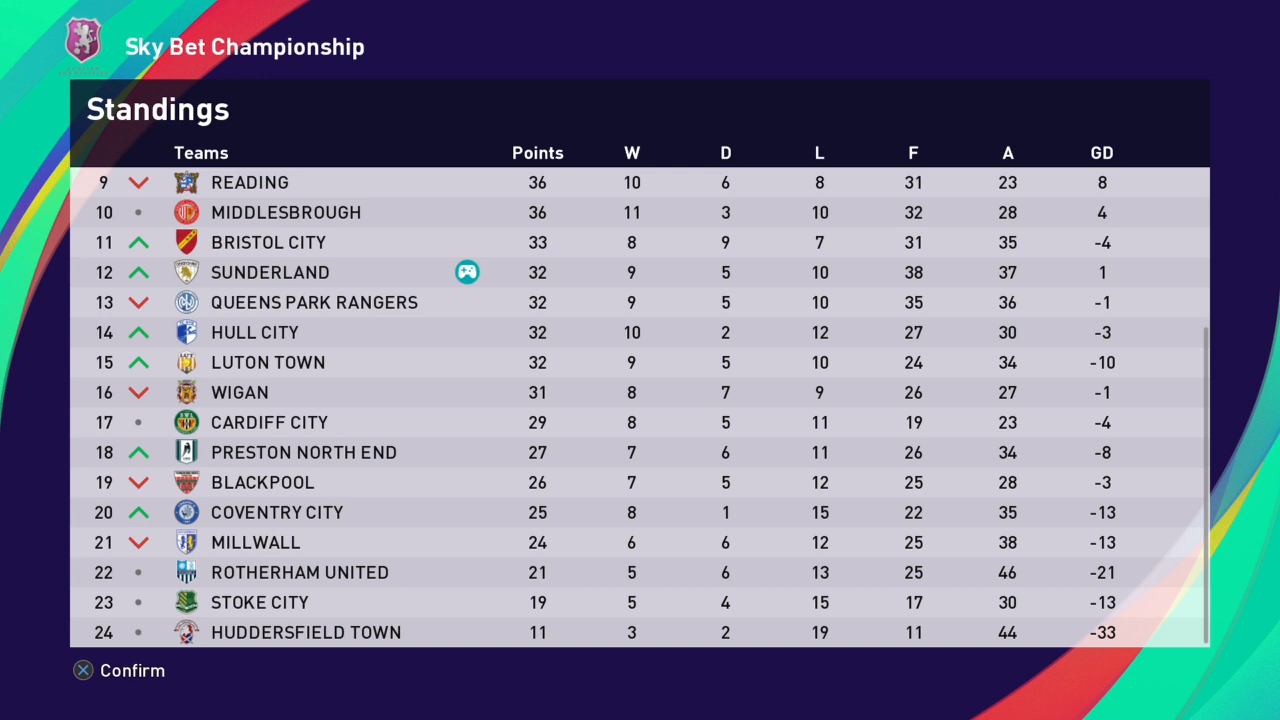 Sky Bet Championship
Standings
Teams Points W D L F A GD
9 READING 36 10 6 8 31 23 8
10 MIDDLESBROUGH 36 11 3 10 32 28 4
11 BRISTOL CITY 33 8 9 7 31 35 -4
12 SUNDERLAND 32 9 5 10 38 37 1
13 QUEENS PARK RANGERS 32 9 5 10 35 36 -1
14 HULL CITY 32 10 2 12 27 30 -3
15 LUTON TOWN 32 9 5 10 24 34 -10
16 WIGAN 31 8 7 9 26 27 -1
17 CARDIFF CITY 29 8 5 11 19 23 -4
18 PRESTON NORTH END 27 7 6 11 26 34 -8
19 BLACKPOOL 26 7 5 12 25 28 -3
20 COVENTRY CITY 25 8 1 15 22 35 -13
21 MILLWALL 24 6 6 12 25 38 -13
22 ROTHERHAM UNITED 21 5 6 13 25 46 -21
23 STOKE CITY 19 5 4 15 17 30 -13
24 HUDDERSFIELD TOWN 11 3 2 19 11 44 -33
Confirm